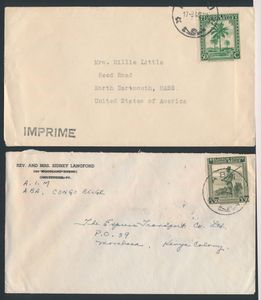 Mrs. Millie Little
Reed Road
North Dartmouth, MASS.
United States of America
IMPRIME
REV. AND MRS. SIDNEY LANGFORD
A.I.M
ABA, CONGO BELGE
The Express Transport Co. Ltd.
P.O. 39
Mombasa, Kenya Colony.